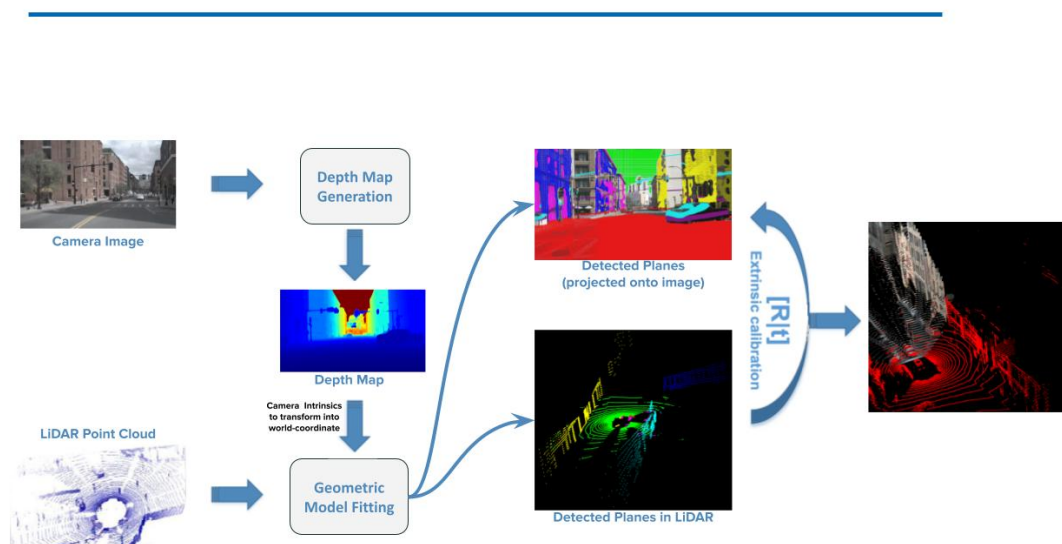 Camera Image
Depth Map
Generation
Depth Map
Camera Intrinsics
to transform into
world-coordinate
LiDAR Point Cloud
Geometric
Model Fitting
Detected Planes
(projected onto image)
Detected Planes in LiDAR
[R|t]
Extrinsic calibration